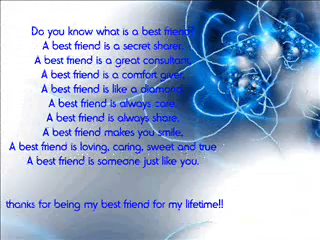 Do you know what is a best friend?
A best friend is a secret sharer,
A best friend is a great consultant,
A best friend is a comfort giver,
A best friend is like a diamond,
A best friend is always care,
A best friend is always share,
A best friend makes you smile,
A best friend is loving, caring, sweet and true
A best friend is someone just like you.
thanks for being my best friend for my lifetime!!